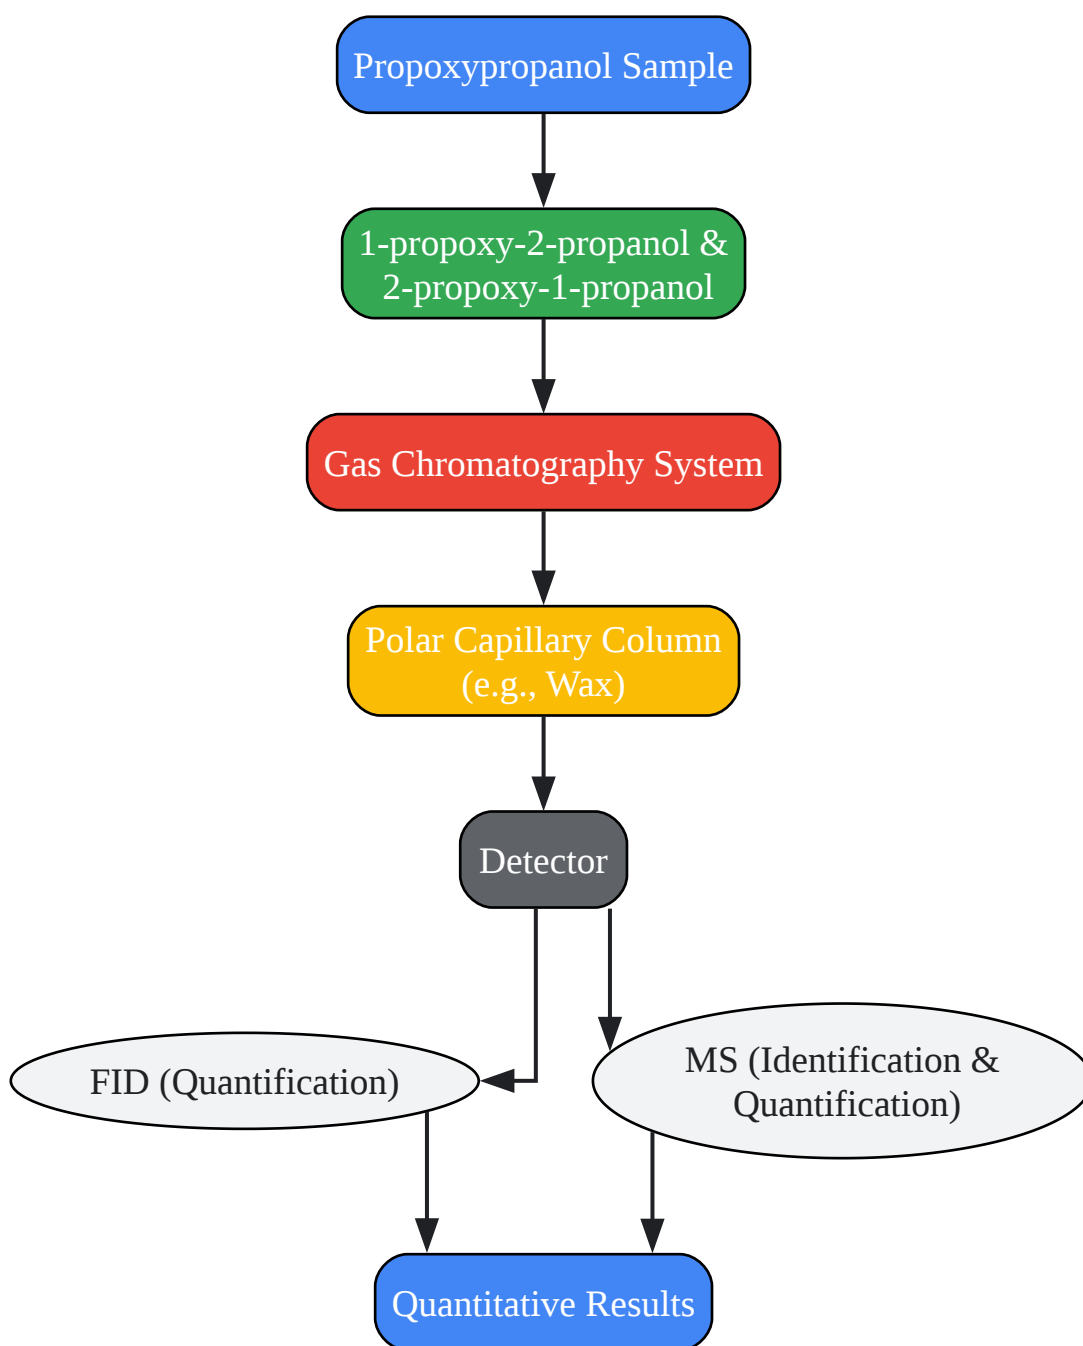 Propoxypropanol Sample
1-propoxy-2-propanol &
2-propoxy-1-propanol
Gas Chromatography System
Polar Capillary Column
(e.g., Wax)
Detector
FID (Quantification)
MS (Identification &
Quantification)
Quantitative Results